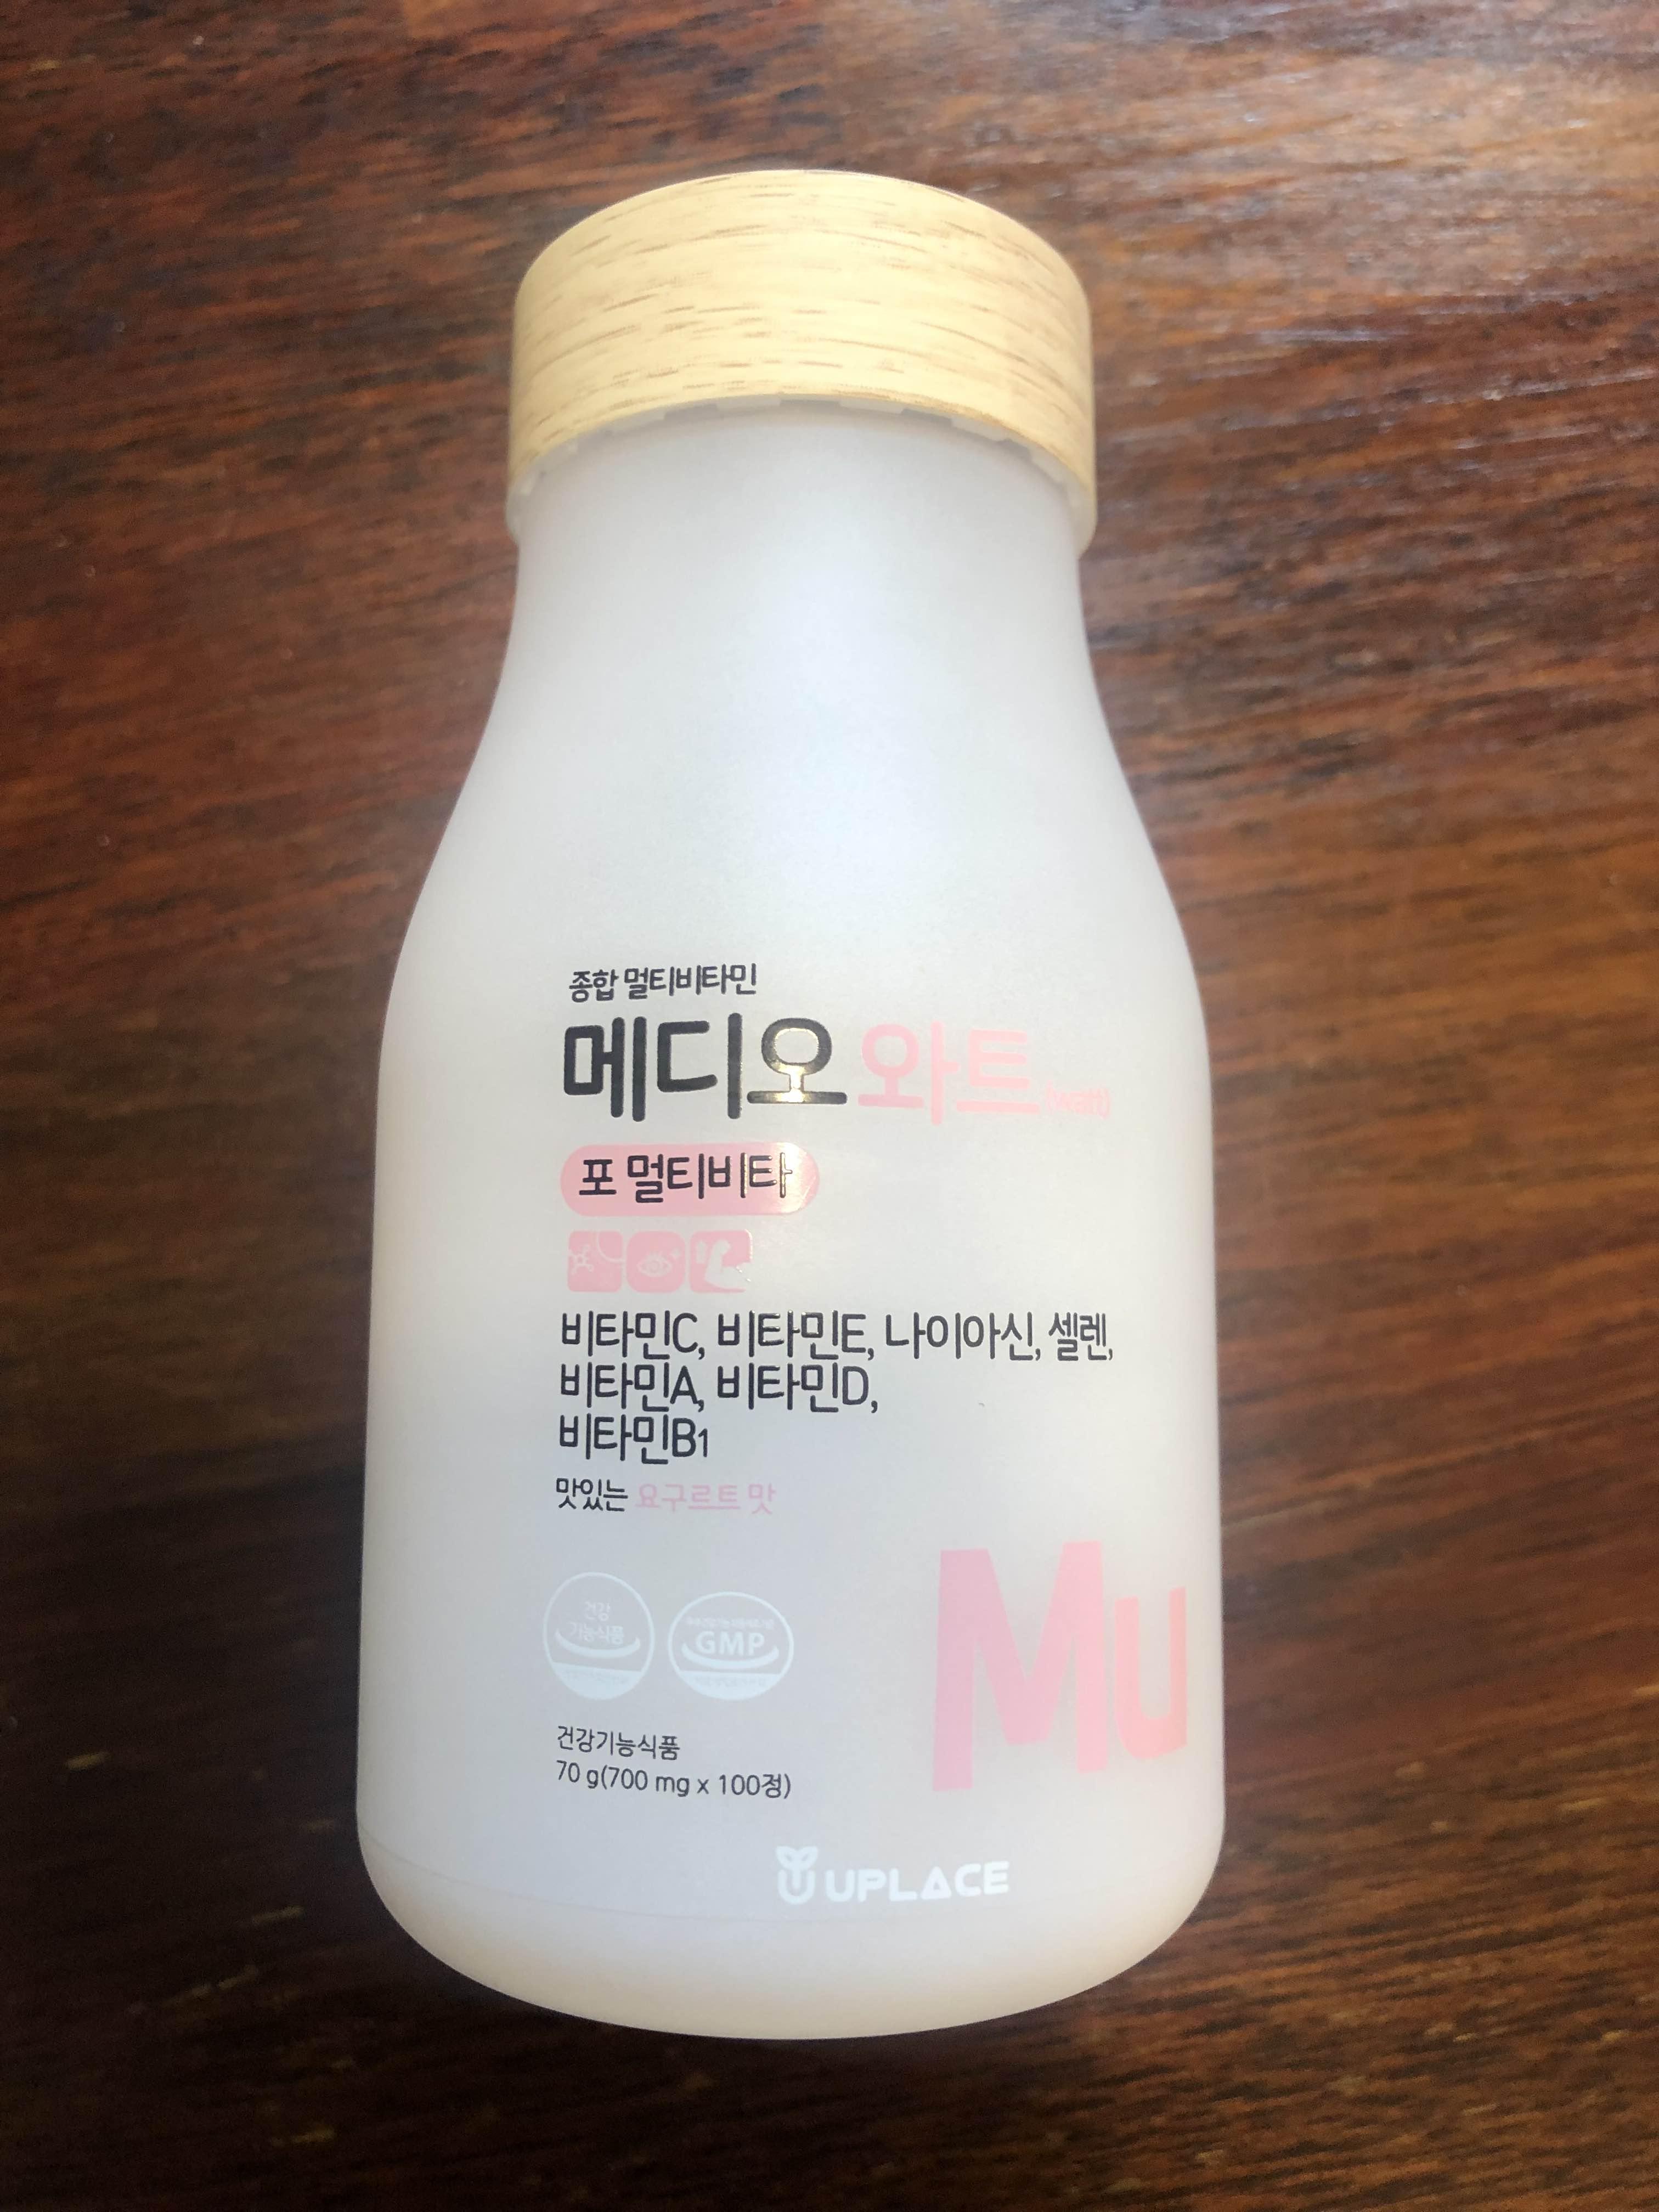 종합 멀티비타민
메디오 와트(watt)
포 멀티비타
비타민C, 비타민E, 나이아신, 셀렌,
비타민A, 비타민D,
비타민B1
맛있는 요구르트 맛
건강
기능식품
GMP
Mu
건강기능식품
70 g(700 mg x 100정)
UPLACE